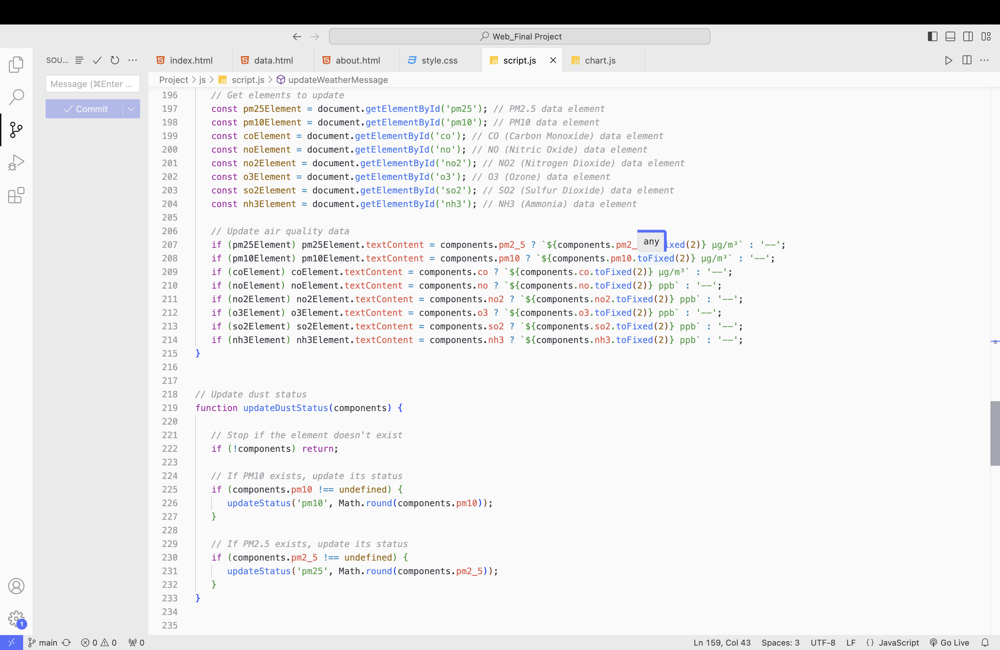 Web_Final Project
SOU...
index.html
data.html
about.html
style.css
JS script.js
JS chart.js
Message (⌘Enter ...
Commit
Project > js > JS script.js > updateWeatherMessage
196 // Get elements to update
197 const pm25Element = document.getElementById('pm25'); // PM2.5 data element
198 const pm10Element = document.getElementById('pm10'); // PM10 data element
199 const coElement = document.getElementById('co'); // CO (Carbon Monoxide) data element
200 const noElement = document.getElementById('no'); // NO (Nitric Oxide) data element
201 const no2Element = document.getElementById('no2'); // NO2 (Nitrogen Dioxide) data element
202 const o3Element = document.getElementById('o3'); // O3 (Ozone) data element
203 const so2Element = document.getElementById('so2'); // SO2 (Sulfur Dioxide) data element
204 const nh3Element = document.getElementById('nh3'); // NH3 (Ammonia) data element
205
206 // Update air quality data
any
207 if (pm25Element) pm25Element.textContent = components.pm2_5 ? `${components.pm2_ixed(2)} µg/m³` : '--';
208 if (pm10Element) pm10Element.textContent = components.pm10 ? `${components.pm10.toFixed(2)} µg/m³` : '--';
209 if (coElement) coElement.textContent = components.co ? `${components.co.toFixed(2)} µg/m³` : '--';
210 if (noElement) noElement.textContent = components.no ? `${components.no.toFixed(2)} ppb` : '--';
211 if (no2Element) no2Element.textContent = components.no2 ? `${components.no2.toFixed(2)} ppb` : '--';
212 if (o3Element) o3Element.textContent = components.o3 ? `${components.o3.toFixed(2)} ppb` : '--';
213 if (so2Element) so2Element.textContent = components.so2 ? `${components.so2.toFixed(2)} ppb` : '--';
214 if (nh3Element) nh3Element.textContent = components.nh3 ? `${components.nh3.toFixed(2)} ppb` : '--';
215 }
216
217
218 // Update dust status
219 function updateDustStatus(components) {
220
221 // Stop if the element doesn't exist
222 if (!components) return;
223
224 // If PM10 exists, update its status
225 if (components.pm10 !== undefined) {
226 updateStatus('pm10', Math.round(components.pm10));
227 }
228
229 // If PM2.5 exists, update its status
230 if (components.pm2_5 !== undefined) {
231 updateStatus('pm25', Math.round(components.pm2_5));
232 }
233 }
234
235
1
main 0 0 0
Ln 159, Col 43 Spaces: 3 UTF-8 LF {} JavaScript Go Live